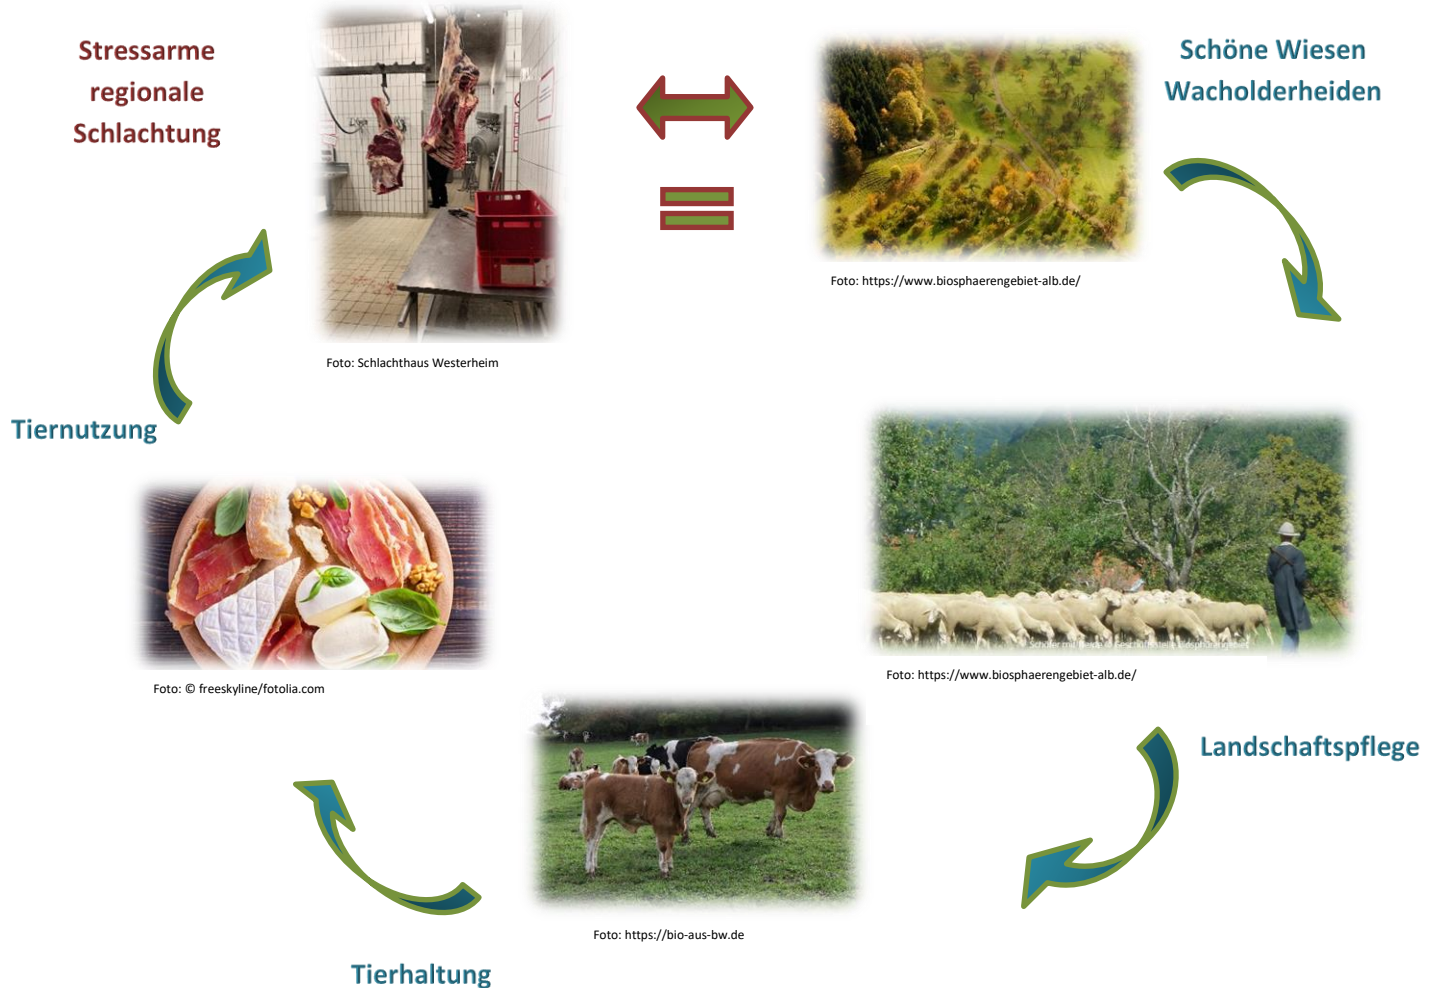 Stressarme
regionale
Schlachtung
Schöne Wiesen
Wacholderheiden
Foto: https://www.biosphaerengebiet-alb.de/
Foto: Schlachthaus Westerheim
Tiernutzung
Foto: https://www.biosphaerengebiet-alb.de/
Foto: © freeskyline/fotolia.com
Landschaftspflege
Foto: https://bio-aus-bw.de
Tierhaltung